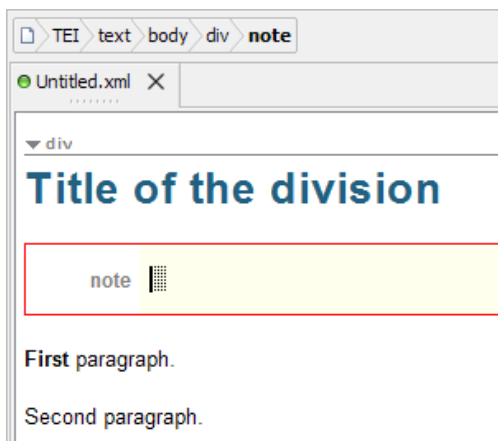 TEI text body div note
Untitled.xml
div
Title of the division
note
First paragraph.
Second paragraph.